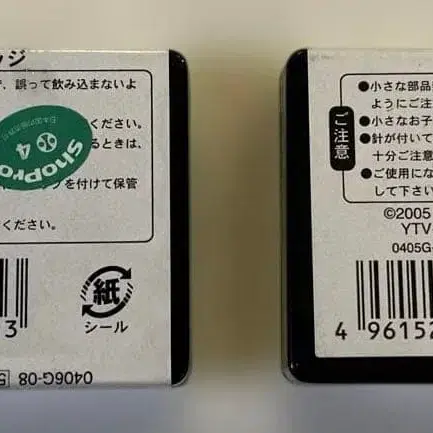 ッジ
、誤って飲み込まないよ
ください。
るときは、
を付けて保管
ください。
ShoPro
4
紙
シール
3
0406G-08
ご注意
●小さな部品
ようにご注
●小さなお子
●針が付いて
十分ご注意
●ご使用にな
して下さい
©2005
YTV
0405G-
4 96152